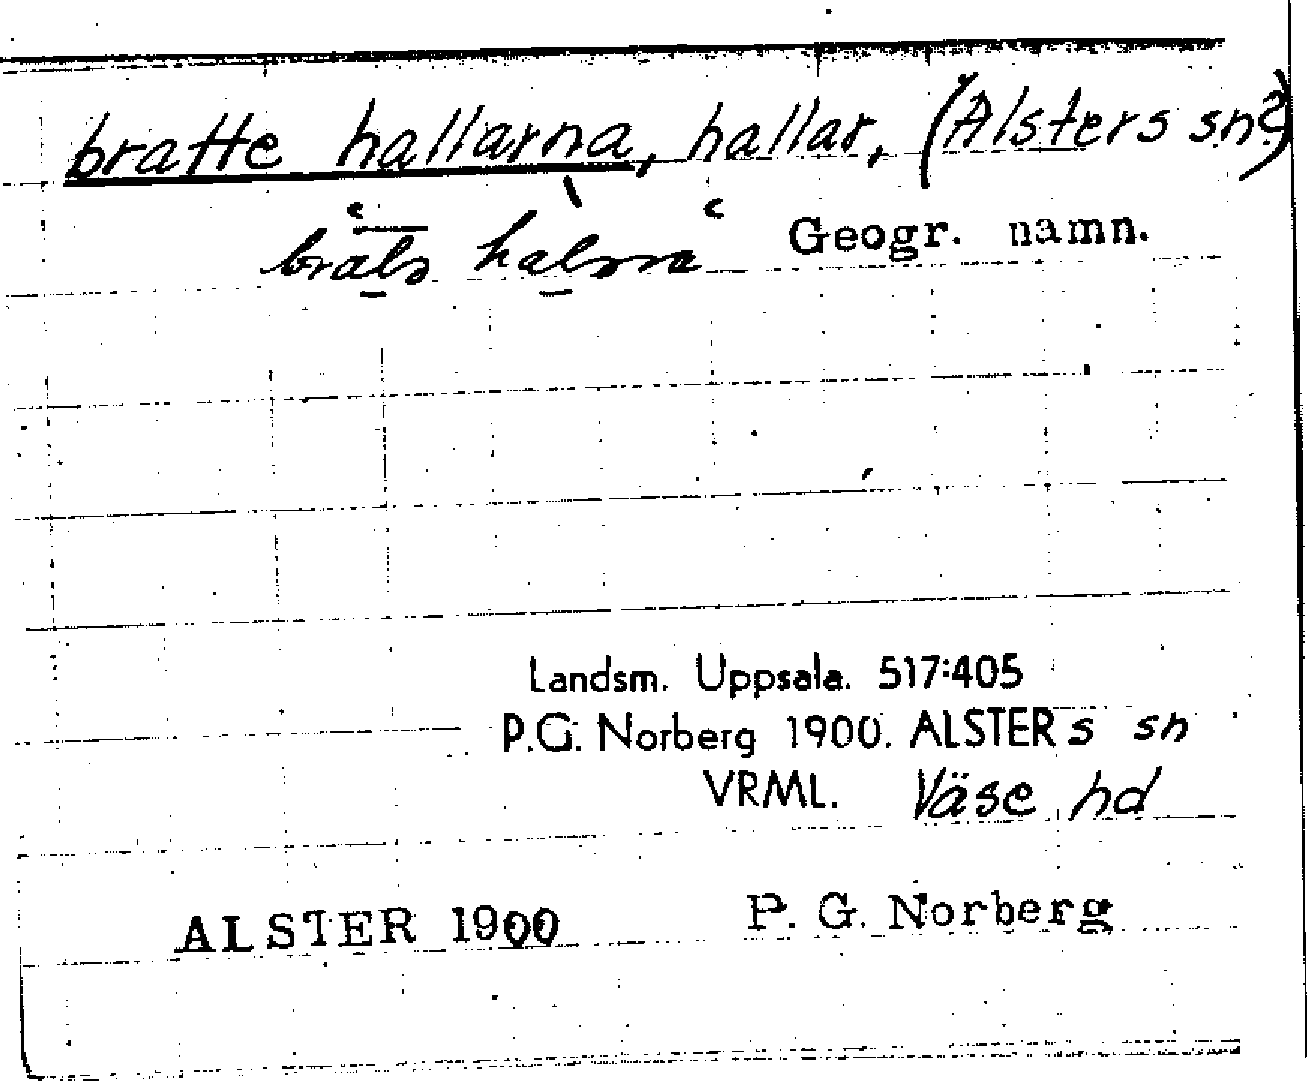 bratte hallarna, hallar, (Alsters sn?)
Geogr. namn.
Landsm. Uppsala. 517:405
P.G. Norberg 1900. ALSTERs sn
VRML. Väse hd
ALSTER 1900 P. G. Norberg